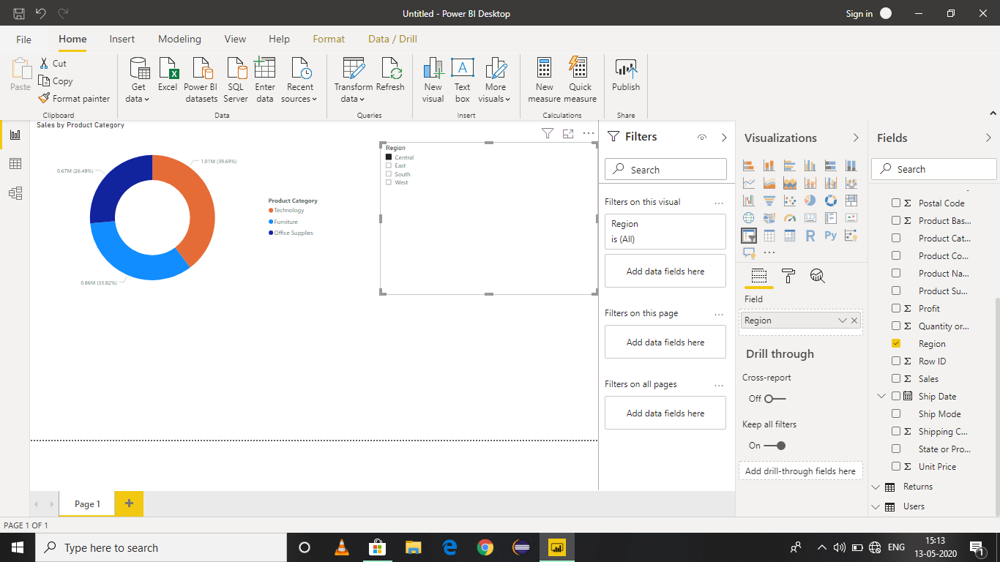 Untitled - Power BI Desktop
Sign in
File
Home
Insert
Modeling
View
Help
Format
Data / Drill
Paste
Cut
Copy
Format painter
Clipboard
Get
data
Excel
Power BI
datasets
SQL
Server
Enter
data
Recent
sources
Data
Transform
data
Refresh
Queries
New
visual
Text
box
More
visuals
Insert
New
measure
Quick
measure
Calculations
Publish
Share
Sales by Product Category
1.01M (39.69%)
0.67M (26.48%)
0.86M (33.82%)
Product Category
Technology
Furniture
Office Supplies
Region
Central
East
South
West
Filters
Search
Filters on this visual
...
Region
is (All)
Add data fields here
Filters on this page
...
Add data fields here
Filters on all pages
...
Add data fields here
Visualizations
R
Py
Field
Region
Drill through
Cross-report
Off
Keep all filters
On
Add drill-through fields here
Fields
Search
Postal Code
Product Bas...
Product Cat...
Product Co...
Product Na...
Product Su...
Profit
Quantity or...
Region
Row ID
Sales
Ship Date
Ship Mode
Shipping C...
State or Pro...
Unit Price
Returns
Users
Page 1
PAGE 1 OF 1
Type here to search
ENG
15:13
13-05-2020
1